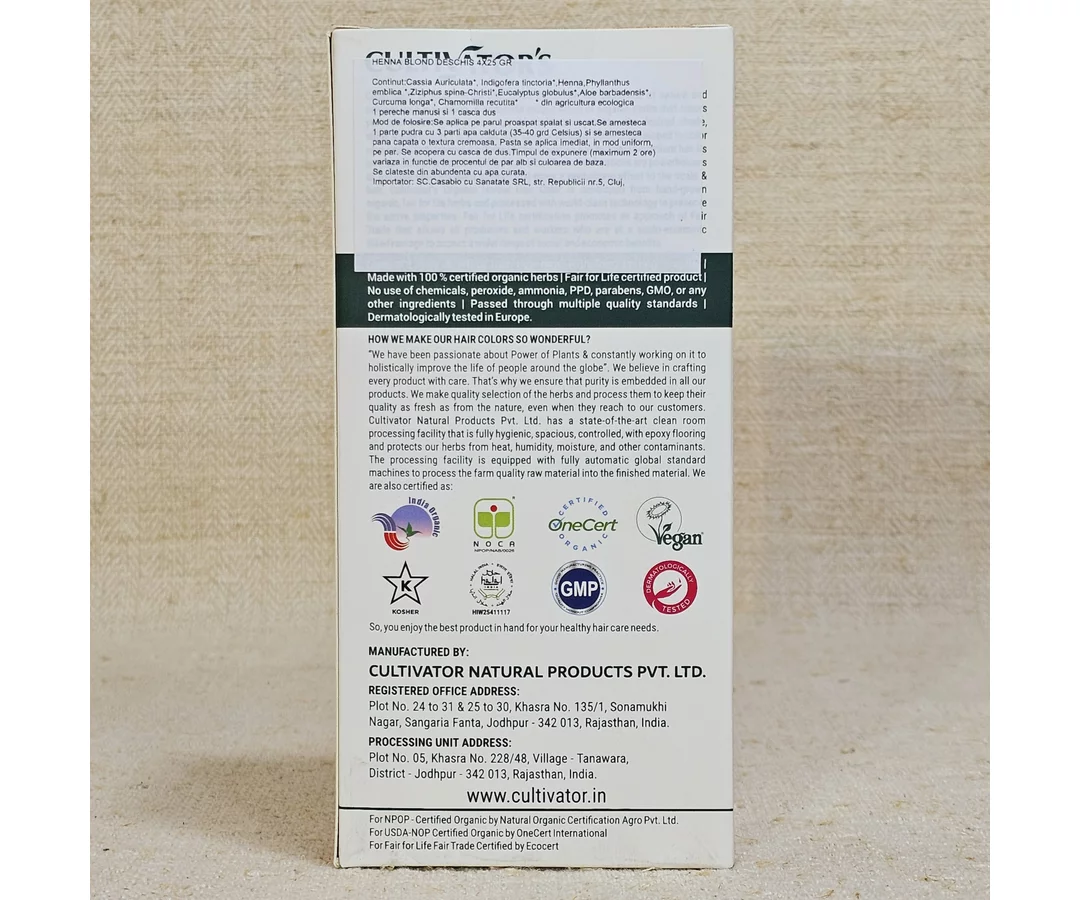 CULTIVATOR's
HENNA BLOND DESCHIS 4X25 GR
Continut:Cassia Auriculata*, Indigofera tinctoria*,Henna,Phyllanthus
emblica *,Ziziphus spina-Christi*,Eucalyptus globulus*,Aloe barbadensis*,
Curcuma longa*, Chamomilla recutita* * din agricultura ecologica
1 pereche manusi si 1 casca dus
Mod de folosire:Se aplica pe parul proaspat spalat si uscat.Se amesteca
1 parte pudra cu 3 parti apa calduta (35-40 grd Celsius) si se amesteca
pana capata o textura cremoasa. Pasta se aplica imediat, in mod uniform,
pe par. Se acopera cu casca de dus.Timpul de expunere (maximum 2 ore)
variaza in functie de procentul de par alb si culoarea de baza.
Se clateste din abundenta cu apa curata.
Importator: SC.Casabio cu Sanatate SRL, str. Republicii nr.5, Cluj,
Made with 100 % certified organic herbs | Fair for Life certified product |
No use of chemicals, peroxide, ammonia, PPD, parabens, GMO, or any
other ingredients | Passed through multiple quality standards |
Dermatologically tested in Europe.
HOW WE MAKE OUR HAIR COLORS SO WONDERFUL?
"We have been passionate about Power of Plants & constantly working on it to
holistically improve the life of people around the globe". We believe in crafting
every product with care. That's why we ensure that purity is embedded in all our
products. We make quality selection of the herbs and process them to keep their
quality as fresh as from the nature, even when they reach to our customers.
Cultivator Natural Products Pvt. Ltd. has a state-of-the-art clean room
processing facility that is fully hygienic, spacious, controlled, with epoxy flooring
and protects our herbs from heat, humidity, moisture, and other contaminants.
The processing facility is equipped with fully automatic global standard
machines to process the farm quality raw material into the finished material. We
are also certified as:
India Organic
NOCA
NPOP/NAB/0026
CERTIFIED
OneCert
ORGANIC
Vegan
K
KOSHER
HIW25411117
GMP
DERMATOLOGICALLY
TESTED
So, you enjoy the best product in hand for your healthy hair care needs.
MANUFACTURED BY:
CULTIVATOR NATURAL PRODUCTS PVT. LTD.
REGISTERED OFFICE ADDRESS:
Plot No. 24 to 31 & 25 to 30, Khasra No. 135/1, Sonamukhi
Nagar, Sangaria Fanta, Jodhpur - 342 013, Rajasthan, India.
PROCESSING UNIT ADDRESS:
Plot No. 05, Khasra No. 228/48, Village - Tanawara,
District - Jodhpur - 342 013, Rajasthan, India.
www.cultivator.in
For NPOP - Certified Organic by Natural Organic Certification Agro Pvt. Ltd.
For USDA-NOP Certified Organic by OneCert International
For Fair for Life Fair Trade Certified by Ecocert